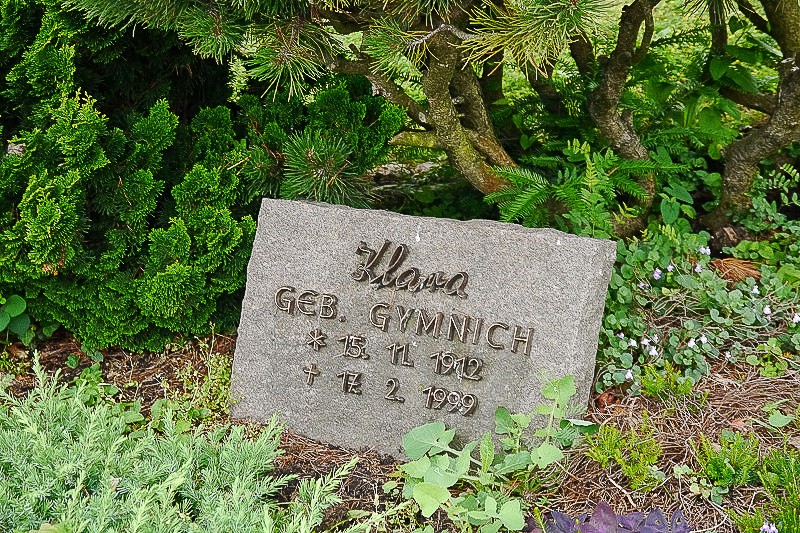 Klara
GEB. GYMNICH
* 15. 11. 1912
† 17. 2. 1999